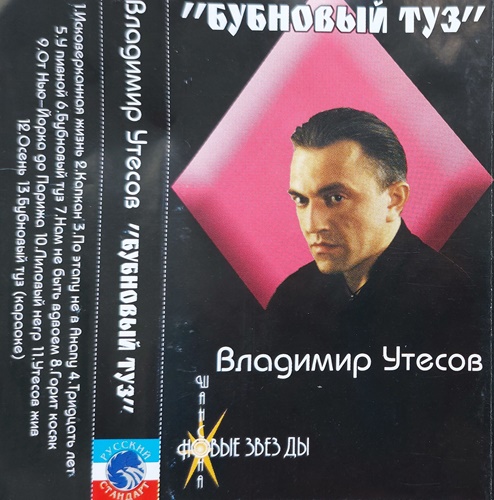 1.Исковерканная жизнь 2.Капкан 3.По этапу не в Анапу 4.Тридцать лет
5.У пивной 6.Бубновый туз 7.Нам не быть вдвоем 8.Горит косяк
9.От Нью-Йорка до Парижа 10.Лиловый негр 11.Утесов жив
12.Осень 13.Бубновый туз (караоке)
Владимир Утесов "БУБНОВЫЙ ТУЗ"
РУССКИЙ
СТАНДАРТ
"БУБНОВЫЙ ТУЗ"
Владимир Утесов
ШАНСОНА
НОВЫЕ ЗВЕЗДЫ